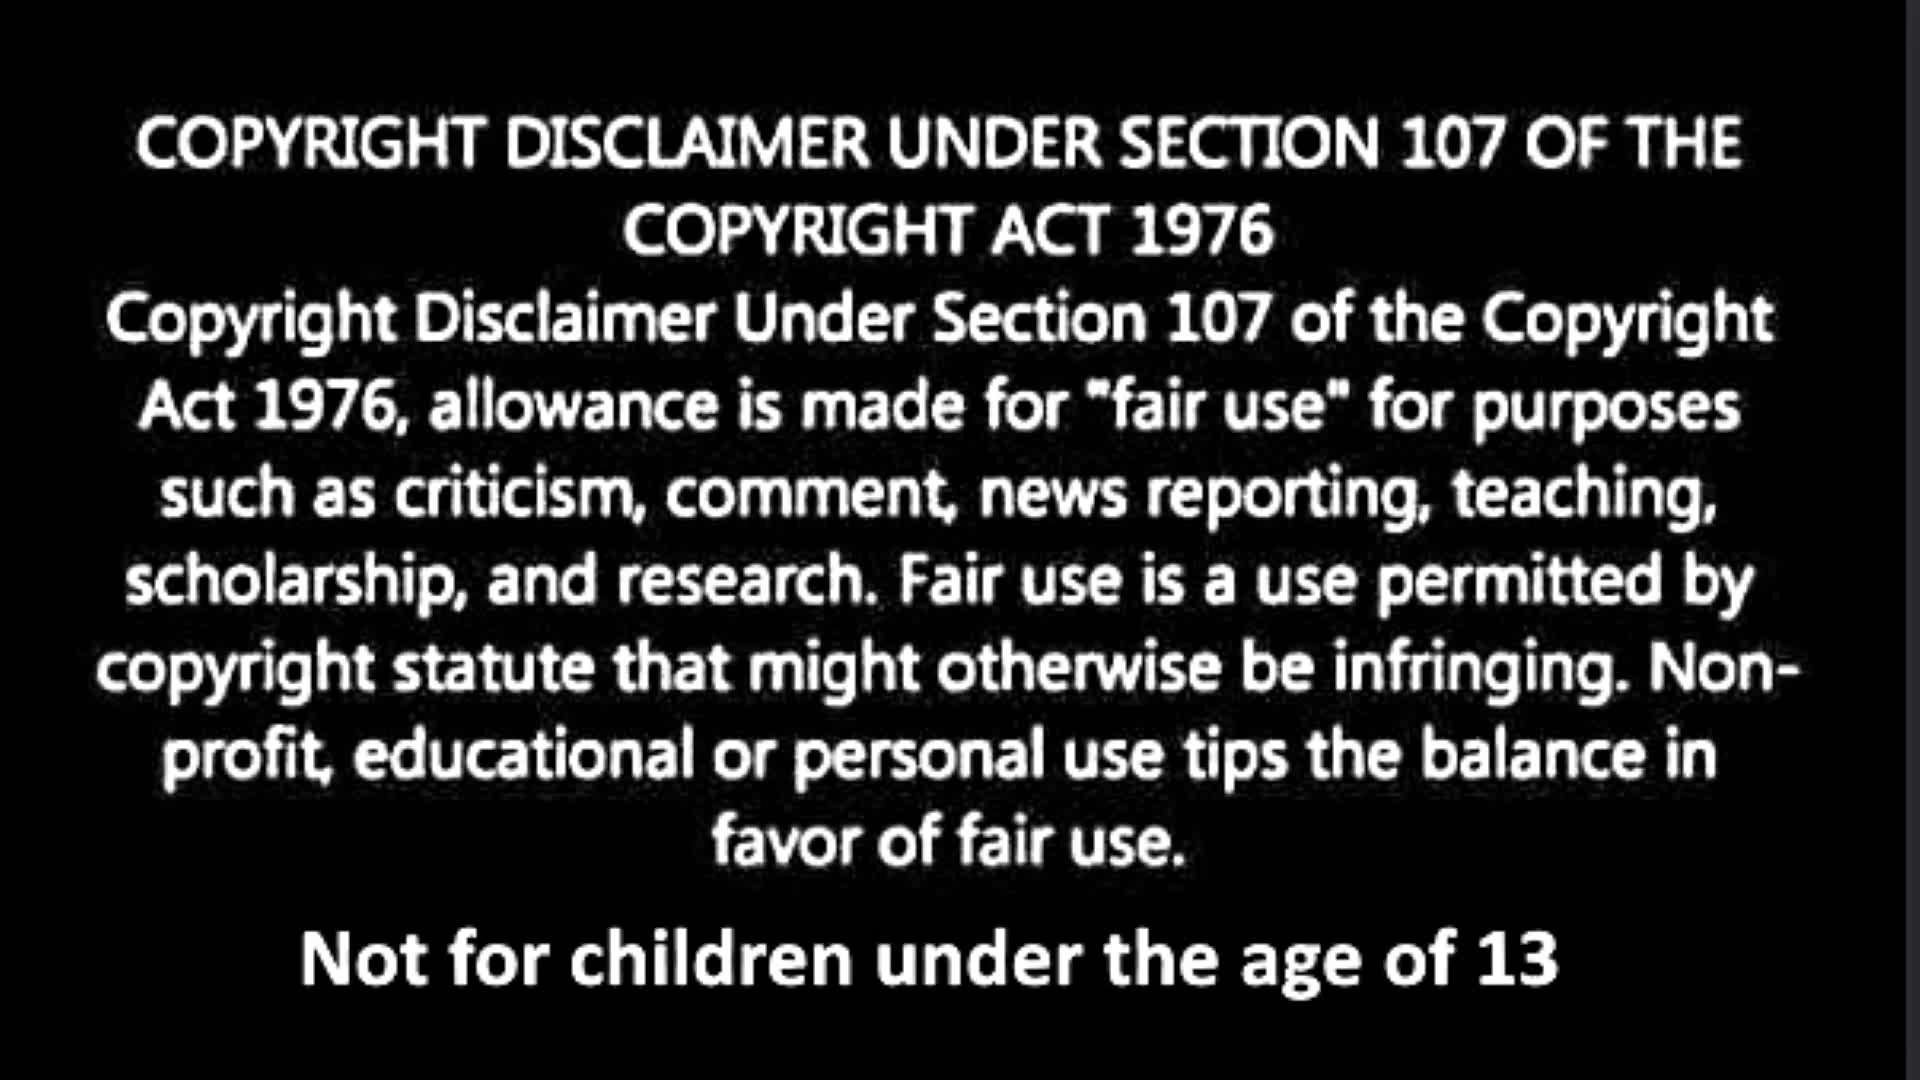 COPYRIGHT DISCLAIMER UNDER SECTION 107 OF THE
COPYRIGHT ACT 1976
Copyright Disclaimer Under Section 107 of the Copyright
Act 1976, allowance is made for "fair use" for purposes
such as criticism, comment, news reporting, teaching,
scholarship, and research. Fair use is a use permitted by
copyright statute that might otherwise be infringing. Non-
profit, educational or personal use tips the balance in
favor of fair use.
Not for children under the age of 13